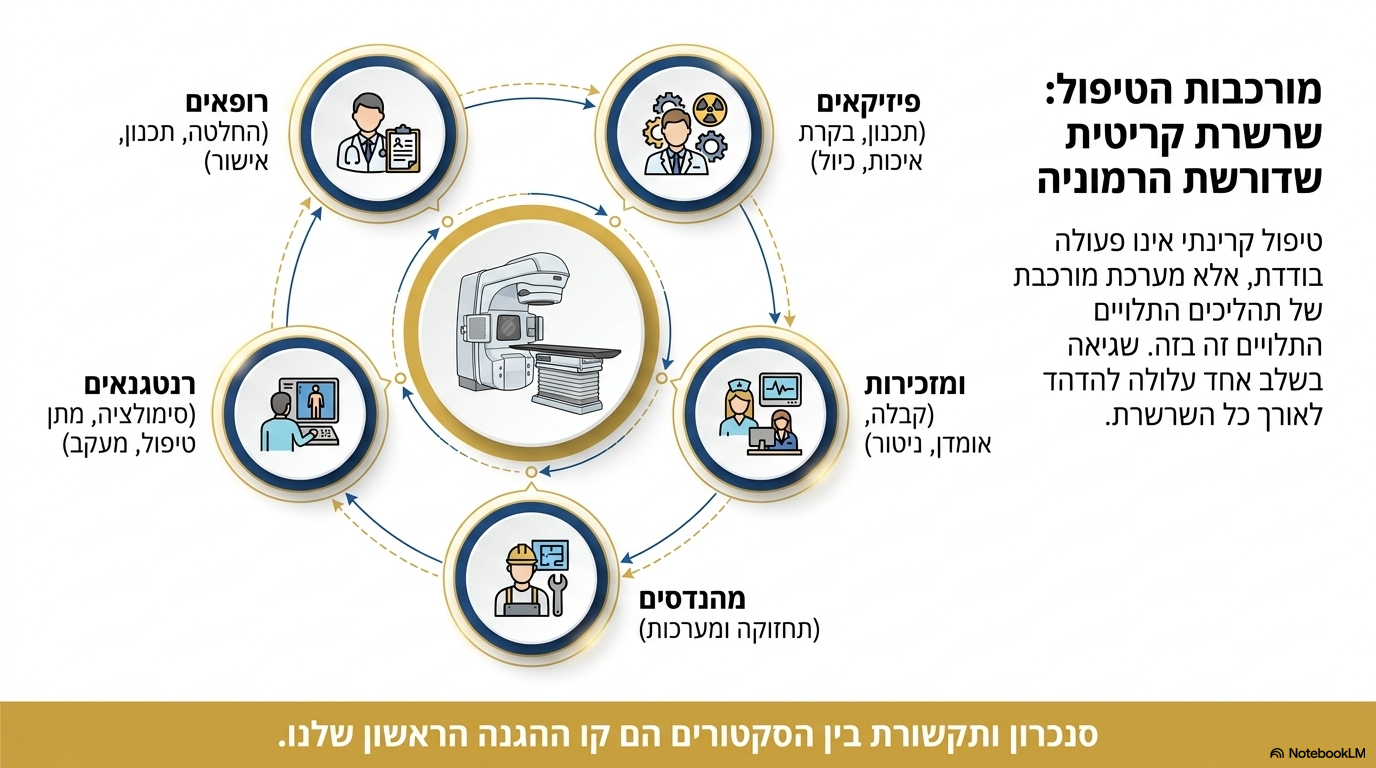 מורכבות הטיפול:
שרשרת קריטית
שדורשת הרמוניה
טיפול קרינתי אינו פעולה
בודדת, אלא מערכת מורכבת
של תהליכים התלויים
התלויים זה בזה. שגיאה
בשלב אחד עלולה להדהד
לאורך כל השרשרת.
פיזיקאים
(תכנון, בקרת
איכות, כיול)
רופאים
(החלטה, תכנון,
אישור)
ומזכירות
(קבלה,
אומדן, ניטור)
רנטגנאים
(סימולציה, מתן
טיפול, מעקב)
מהנדסים
(תחזוקה ומערכות)
סנכרון ותקשורת בין הסקטורים הם קו ההגנה הראשון שלנו.
NotebookLM